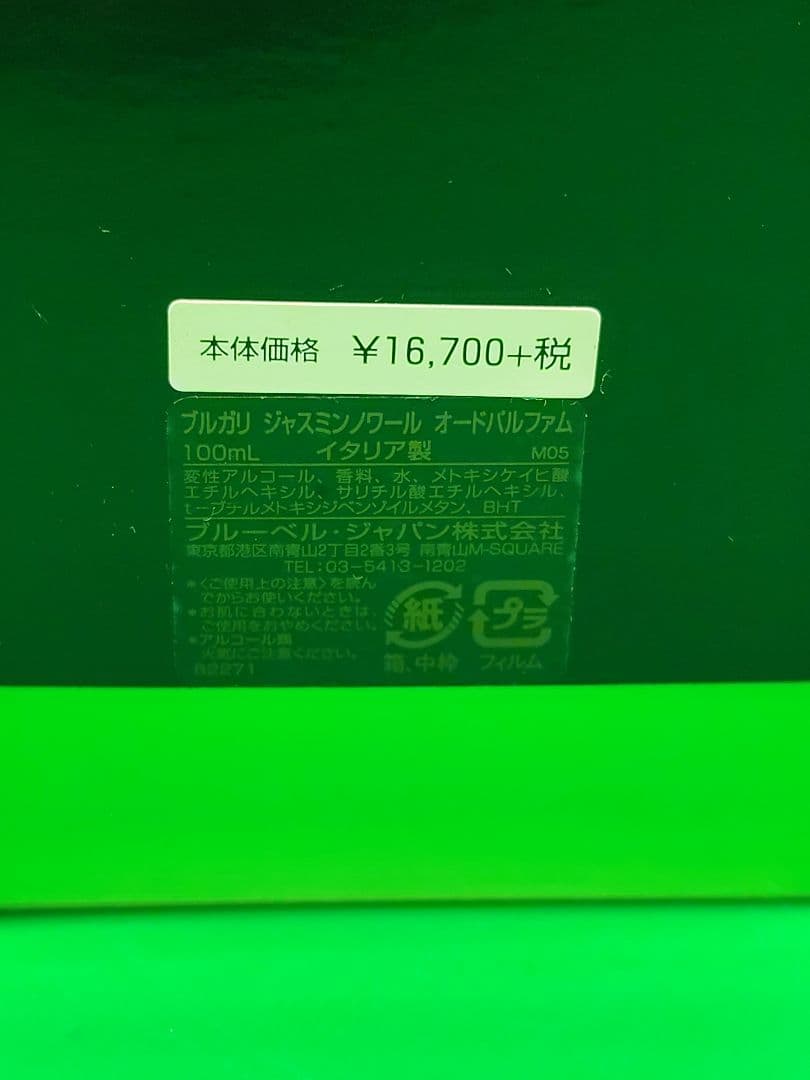 本体価格 ¥16,700+税
ブルガリ ジャスミンノワール オードパルファム
100mL イタリア製 M05
変性アルコール、香料、水、メトキシケイヒ酸
エチルヘキシル、サリチル酸エチルヘキシル、
t-ブチルメトキシジベンゾイルメタン、BHT
ブルーベル・ジャパン株式会社
東京都港区南青山2丁目2番3号 南青山M-SQUARE
TEL:03-5413-1202
*〈ご使用上の注意〉を読ん
でからお使いください。
*お肌に合わないときは、
ご使用をおやめください。
*アルコール類
火気にご注意ください。
82271
紙 プラ
箱、中枠 フィルム